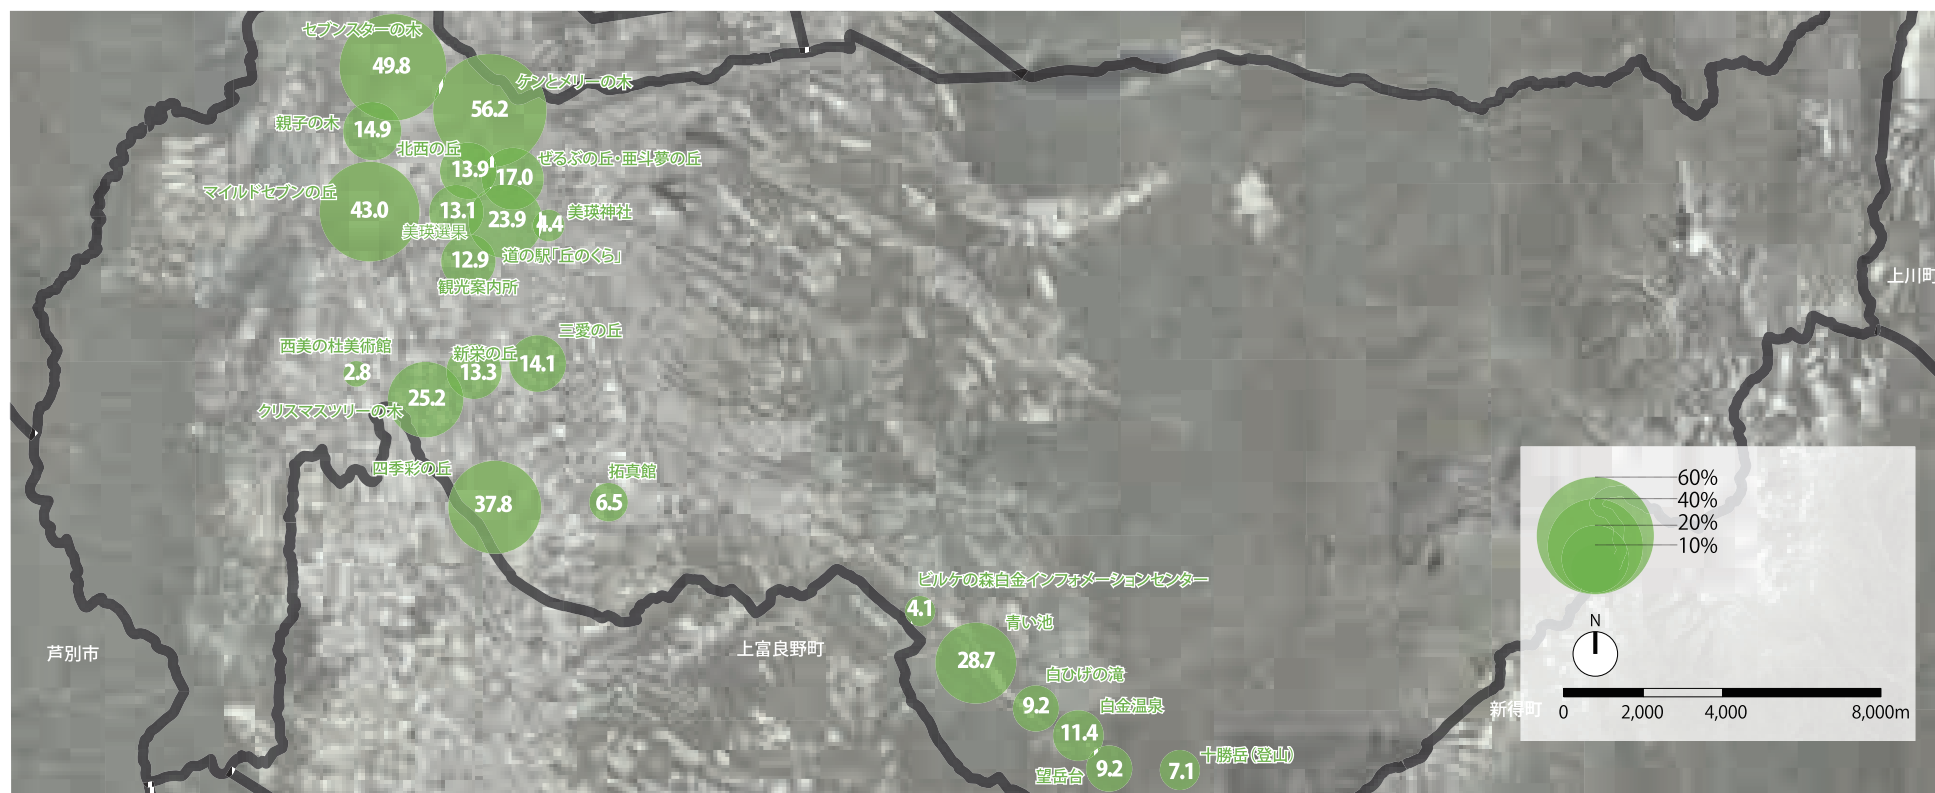 セブンスターの木
49.8
ケンとメリーの木
56.2
親子の木
14.9
北西の丘
13.9
ぜるぶの丘・亜斗夢の丘
17.0
マイルドセブンの丘
43.0
13.1
美瑛選果
23.9
4.4
美瑛神社
道の駅「丘のくら」
12.9
観光案内所
上川町
三愛の丘
14.1
西美の杜美術館
2.8
新栄の丘
13.3
25.2
クリスマスツリーの木
四季彩の丘
37.8
拓真館
6.5
ビルケの森白金インフォメーションセンター
4.1
青い池
28.7
白ひげの滝
9.2
白金温泉
11.4
望岳台
9.2
十勝岳（登山）
7.1
芦別市
上富良野町
新得町
60%
40%
20%
10%
N
0 2,000 4,000 8,000m